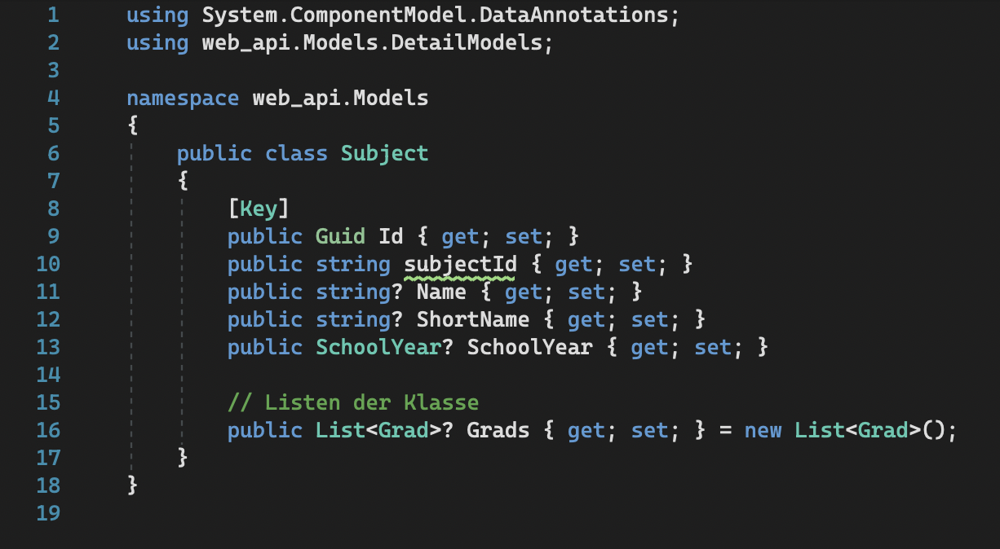 1 using System.ComponentModel.DataAnnotations;
2 using web_api.Models.DetailModels;
3
4 namespace web_api.Models
5 {
6 public class Subject
7 {
8 [Key]
9 public Guid Id { get; set; }
10 public string subjectId { get; set; }
11 public string? Name { get; set; }
12 public string? ShortName { get; set; }
13 public SchoolYear? SchoolYear { get; set; }
14
15 // Listen der Klasse
16 public List<Grad>? Grads { get; set; } = new List<Grad>();
17 }
18 }
19